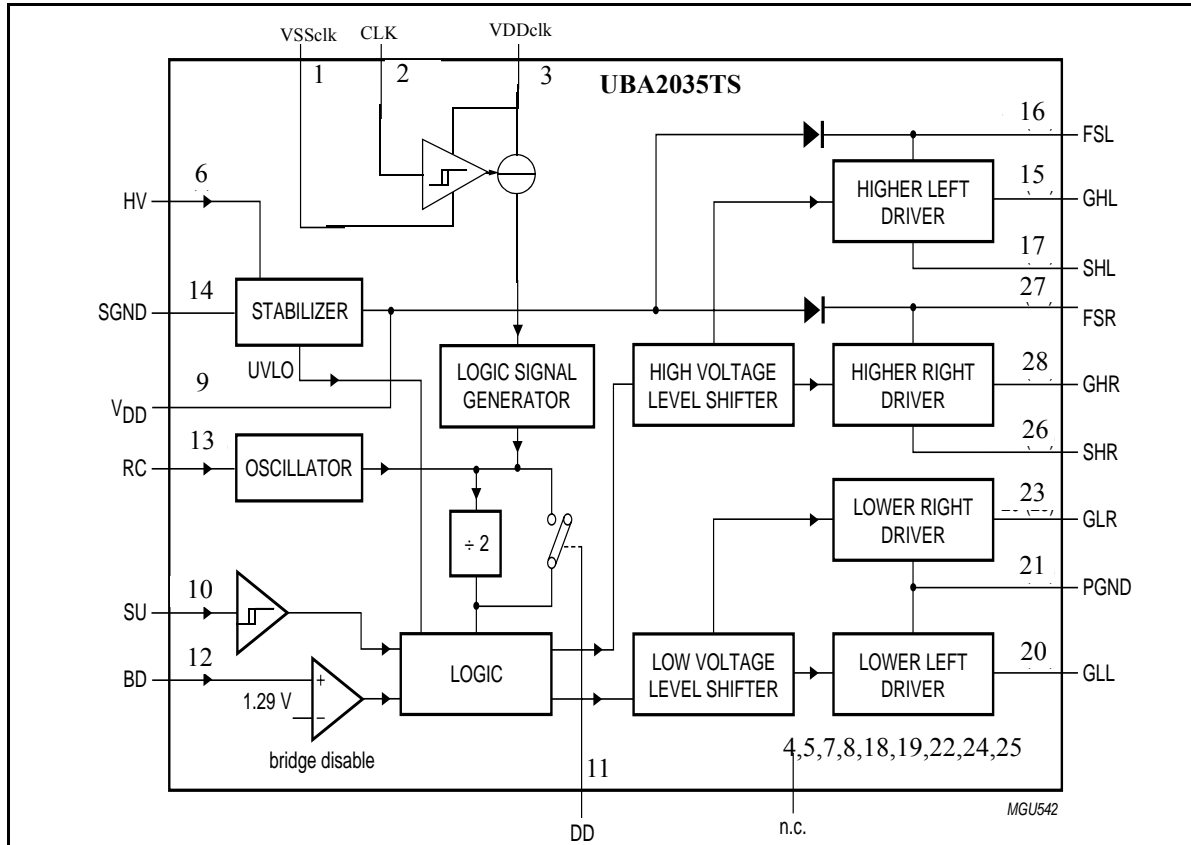 VSSclk
CLK
VDDclk
1
2
3
UBA2035TS
16
FSL
6
HV
HIGHER LEFT
DRIVER
15
GHL
17
SHL
14
SGND
STABILIZER
27
FSR
UVLO
LOGIC SIGNAL
GENERATOR
HIGH VOLTAGE
LEVEL SHIFTER
HIGHER RIGHT
DRIVER
28
GHR
9
VDD
26
SHR
13
RC
OSCILLATOR
÷ 2
LOWER RIGHT
DRIVER
23
GLR
21
PGND
10
SU
12
BD
1.29 V
+
−
bridge disable
LOGIC
LOW VOLTAGE
LEVEL SHIFTER
LOWER LEFT
DRIVER
20
GLL
4,5,7,8,18,19,22,24,25
11
DD
n.c.
MGU542